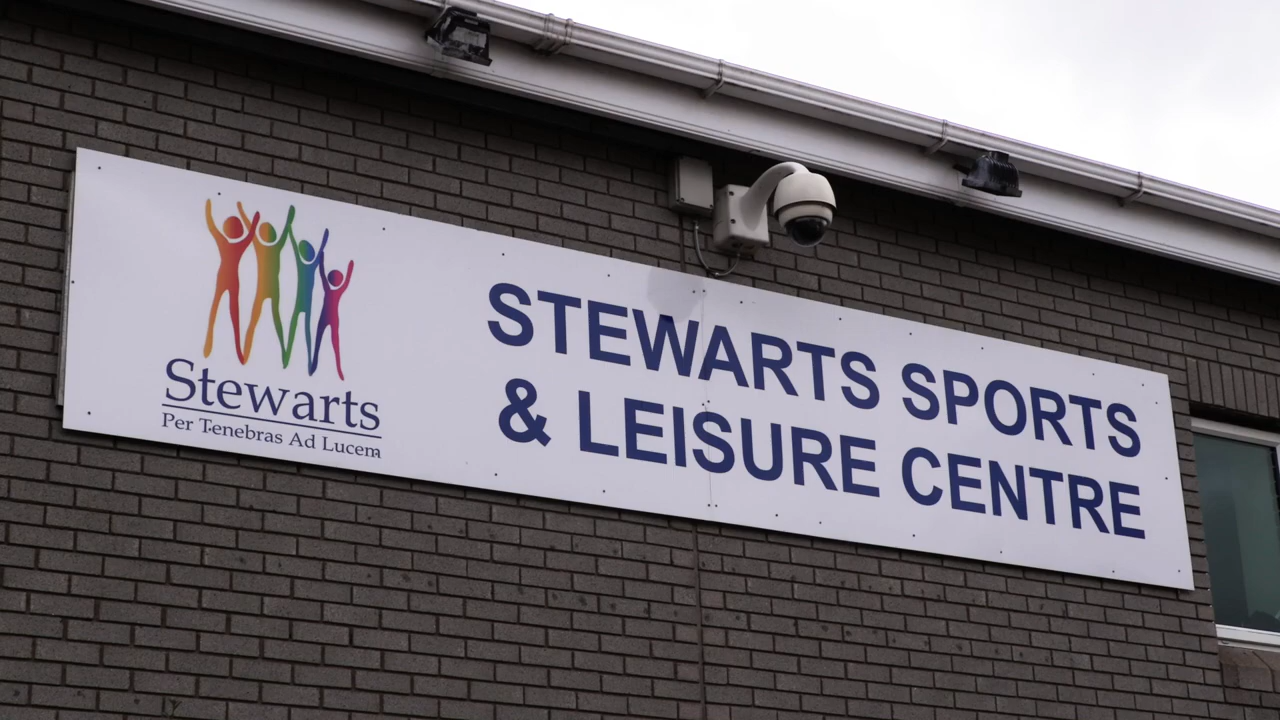 Stewarts
Per Tenebras Ad Lucem
STEWARTS SPORTS
& LEISURE CENTRE